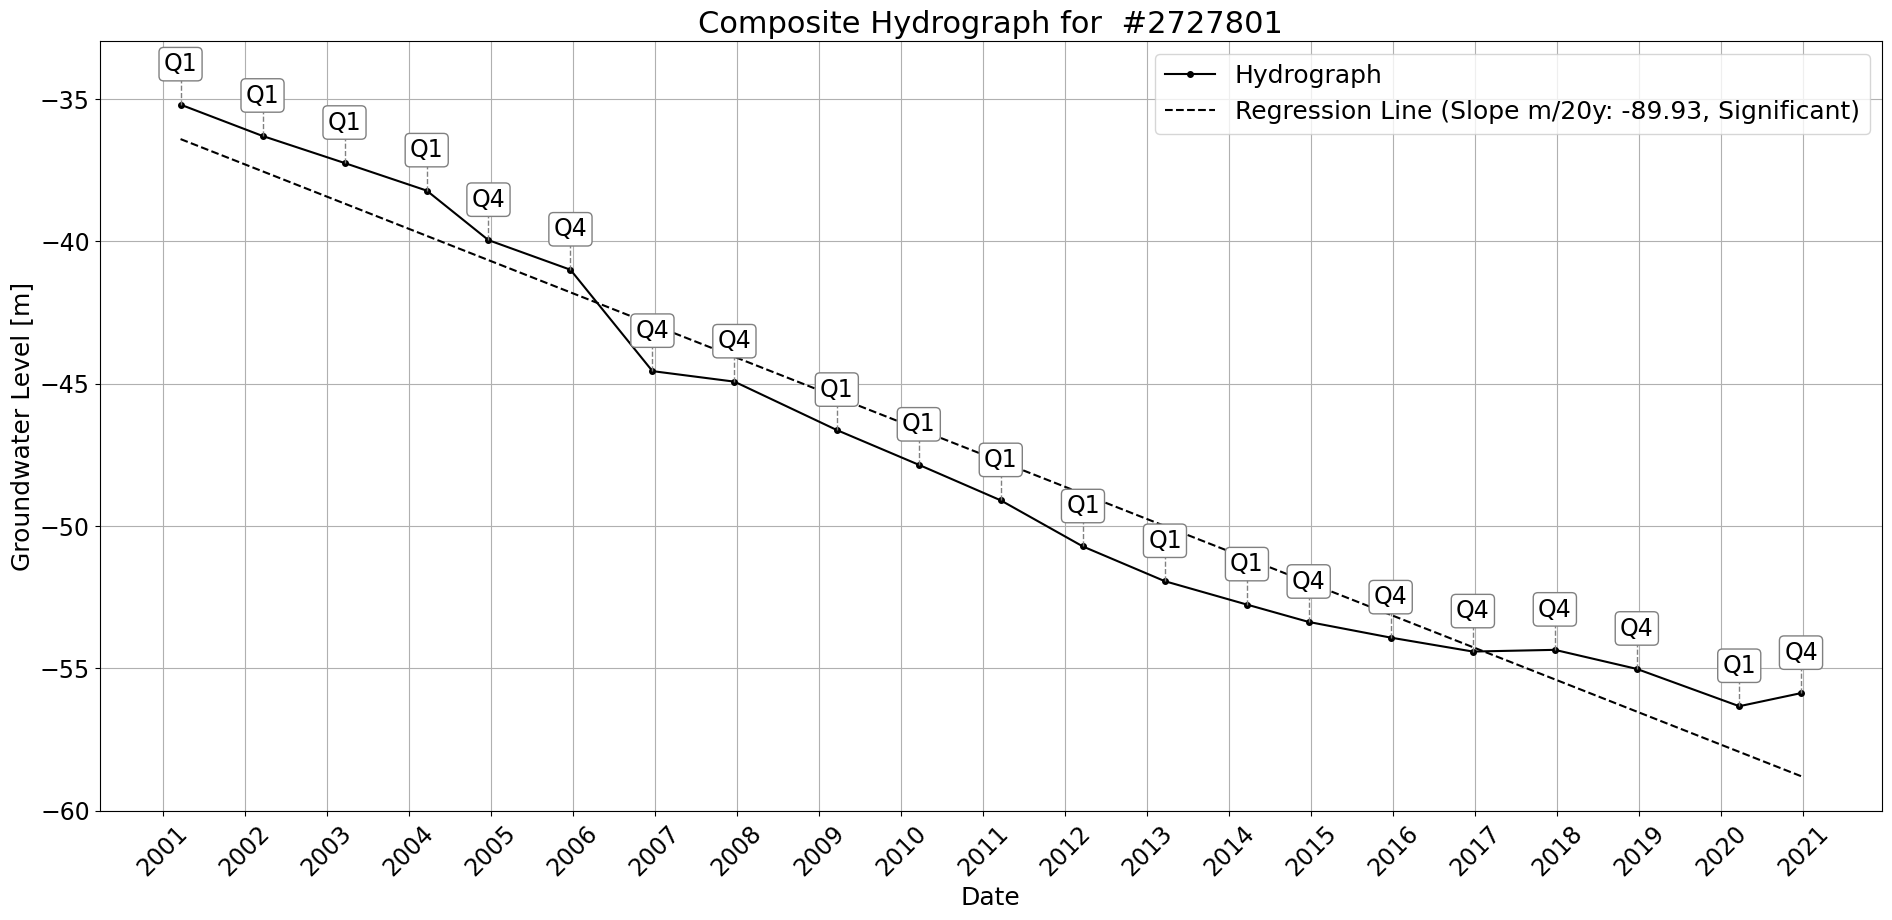 Composite Hydrograph for  #2727801
Hydrograph
Regression Line (Slope m/20y: -89.93, Significant)
Q1
Q1
Q1
Q1
Q4
Q4
Q4
Q4
Q1
Q1
Q1
Q1
Q1
Q1
Q4
Q4
Q4
Q4
Q4
Q1
Q4
Groundwater Level [m]
−35
−40
−45
−50
−55
−60
2001
2002
2003
2004
2005
2006
2007
2008
2009
2010
2011
2012
2013
2014
2015
2016
2017
2018
2019
2020
2021
Date